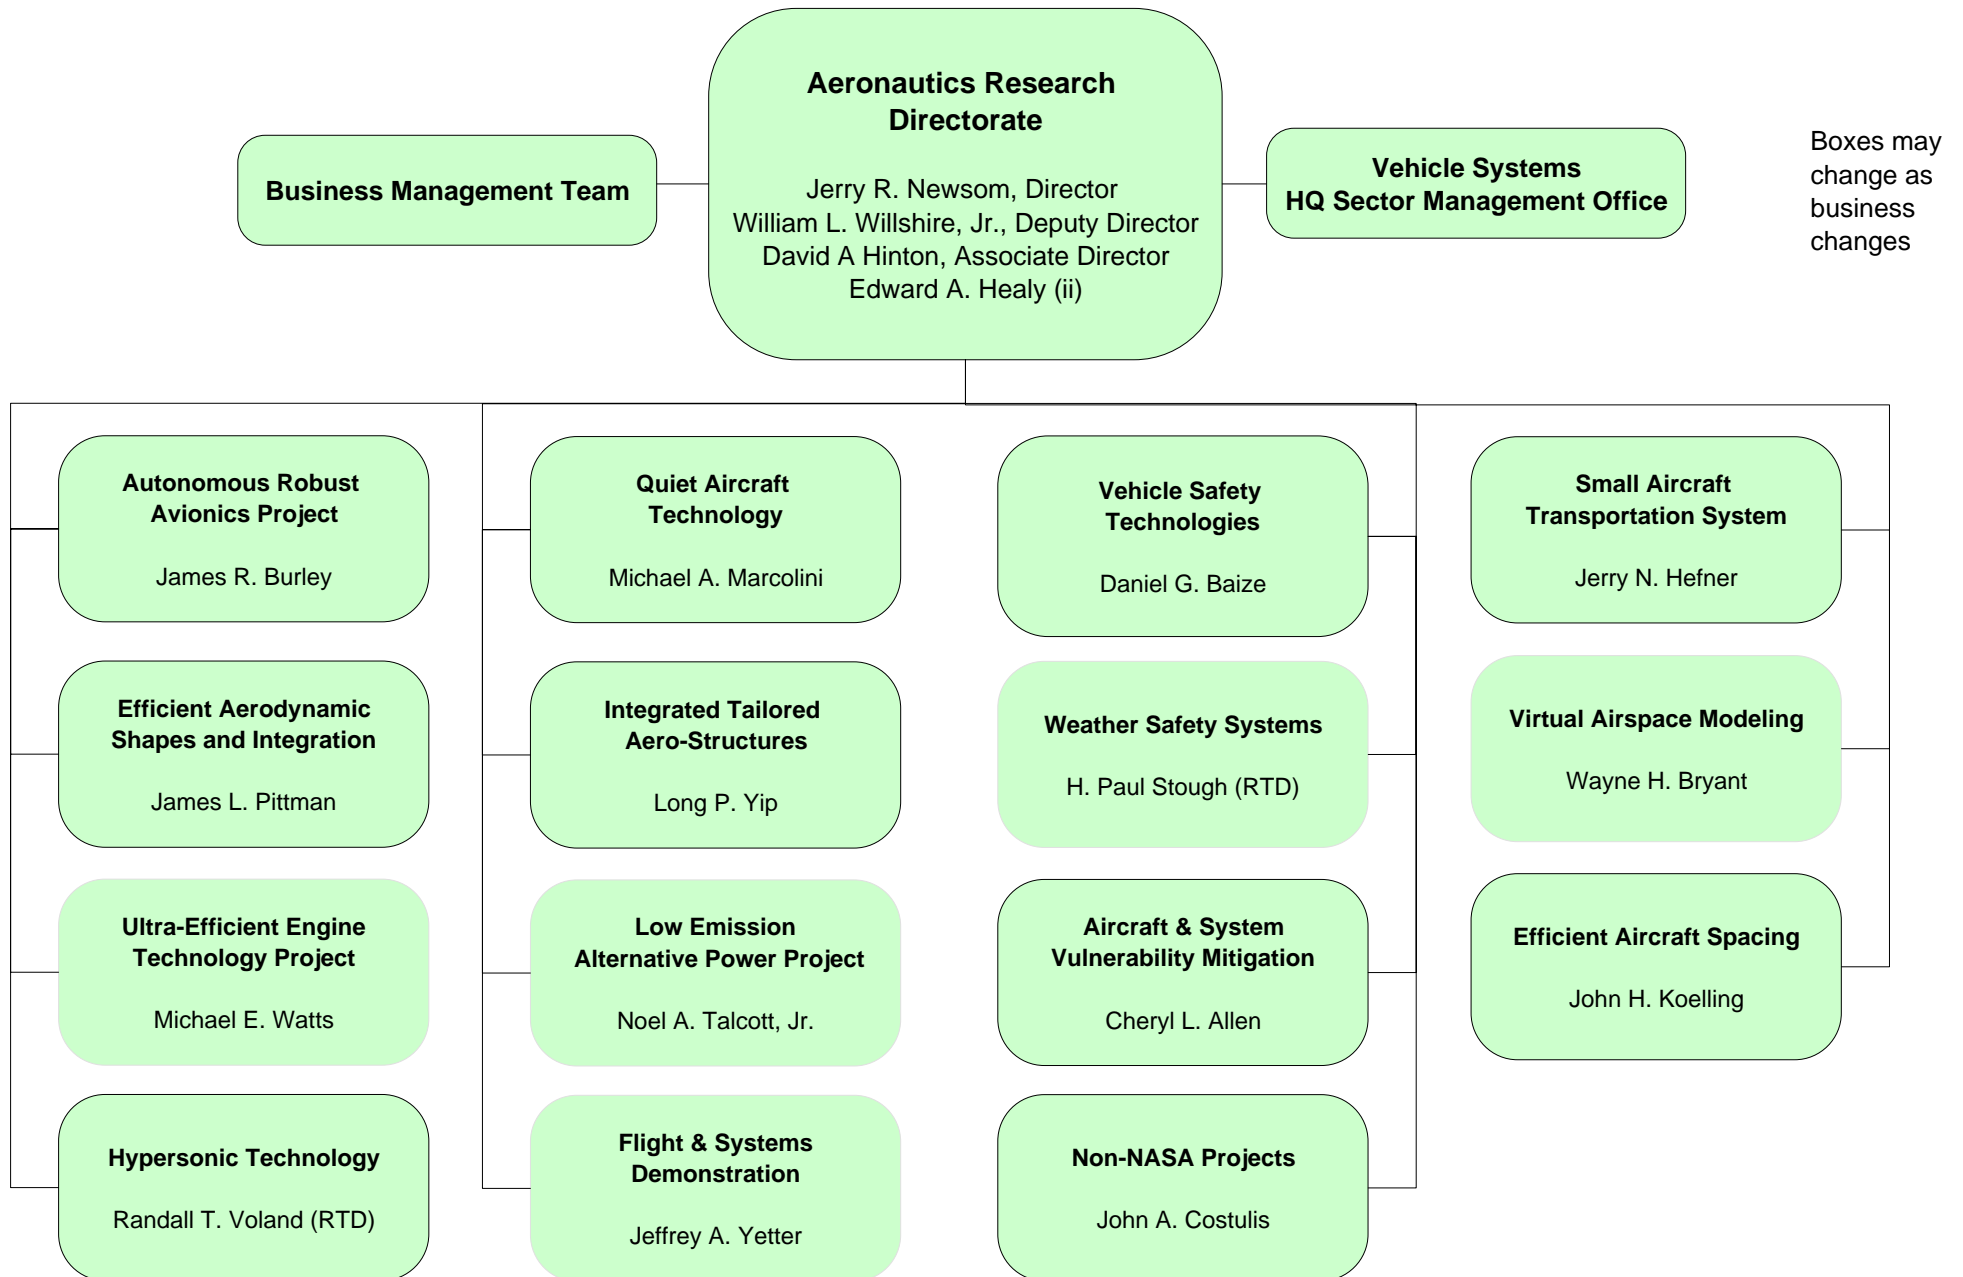 Aeronautics Research
Directorate
Jerry R. Newsom, Director
William L. Willshire, Jr., Deputy Director
David A Hinton, Associate Director
Edward A. Healy (ii)
Business Management Team
Vehicle Systems
HQ Sector Management Office
Boxes may
change as
business
changes
Autonomous Robust
Avionics Project
James R. Burley
Quiet Aircraft
Technology
Michael A. Marcolini
Vehicle Safety
Technologies
Daniel G. Baize
Small Aircraft
Transportation System
Jerry N. Hefner
Efficient Aerodynamic
Shapes and Integration
James L. Pittman
Integrated Tailored
Aero-Structures
Long P. Yip
Weather Safety Systems
H. Paul Stough (RTD)
Virtual Airspace Modeling
Wayne H. Bryant
Ultra-Efficient Engine
Technology Project
Michael E. Watts
Low Emission
Alternative Power Project
Noel A. Talcott, Jr.
Aircraft & System
Vulnerability Mitigation
Cheryl L. Allen
Efficient Aircraft Spacing
John H. Koelling
Hypersonic Technology
Randall T. Voland (RTD)
Flight & Systems
Demonstration
Jeffrey A. Yetter
Non-NASA Projects
John A. Costulis